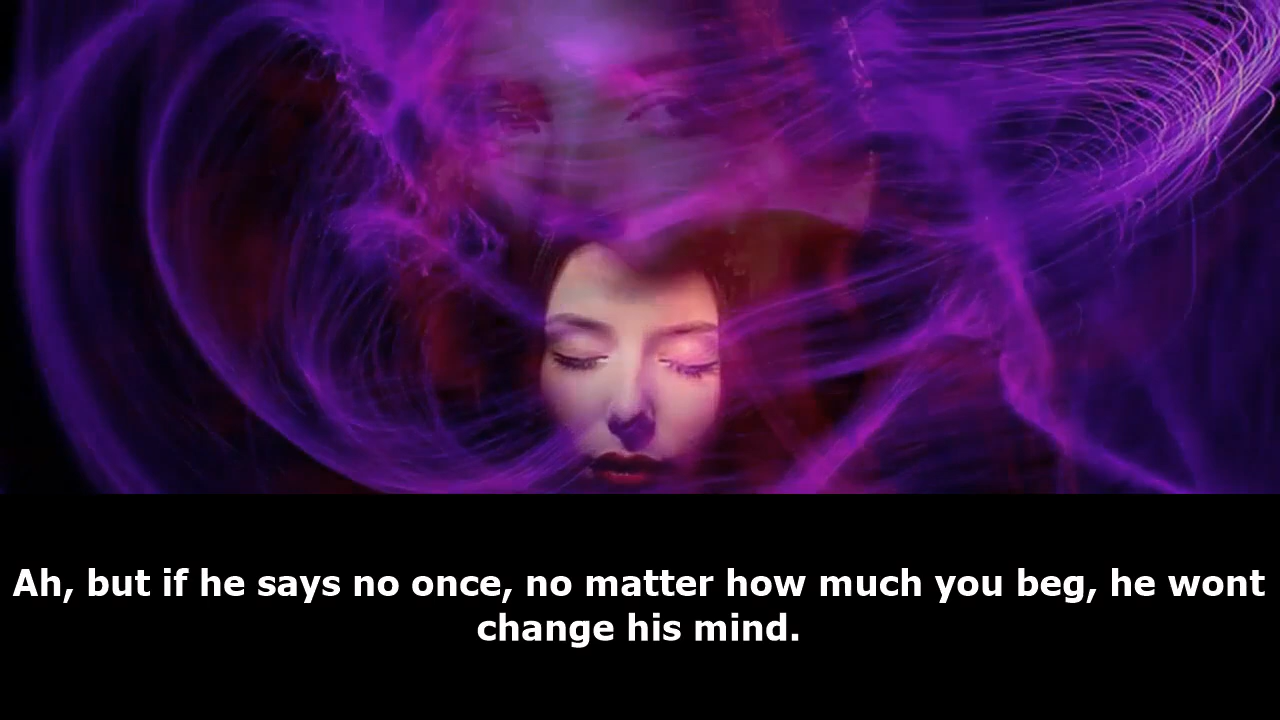 Ah, but if he says no once, no matter how much you beg, he wont
change his mind.